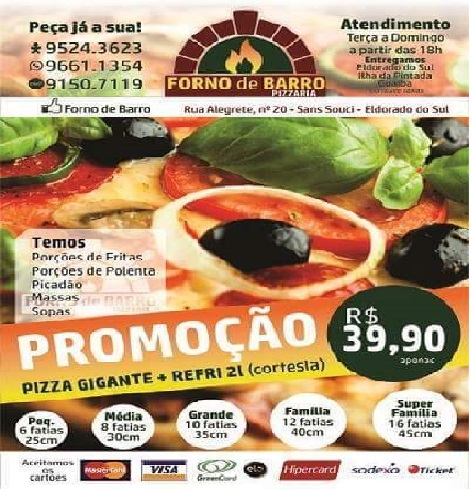 Peça já a sua!
9524.3623
9661.1354
9150.7119
FORNO de BARRO
PIZZARIA
Atendimento
Terça a Domingo
a partir das 18h
Entregamos
Eldorado do Sul
Ilha da Pintada
Guaíba
Forno de Barro
Rua Alegrete, nº 20 - Sans Souci - Eldorado do Sul
Temos
Porções de Fritas
Porções de Polenta
Picadão
Massas
Sopas
FORNO de BARRO
PROMOÇÃO
R$
39,90
apenas
PIZZA GIGANTE + REFRI 2l (cortesia)
Peq.
6 fatias
25cm
Média
8 fatias
30cm
Grande
10 fatias
35cm
Família
12 fatias
40cm
Super
Família
16 fatias
45cm
Aceitamos
os
cartões
MasterCard
VISA
GreenCard
elo
Hipercard
sodexo
Ticket